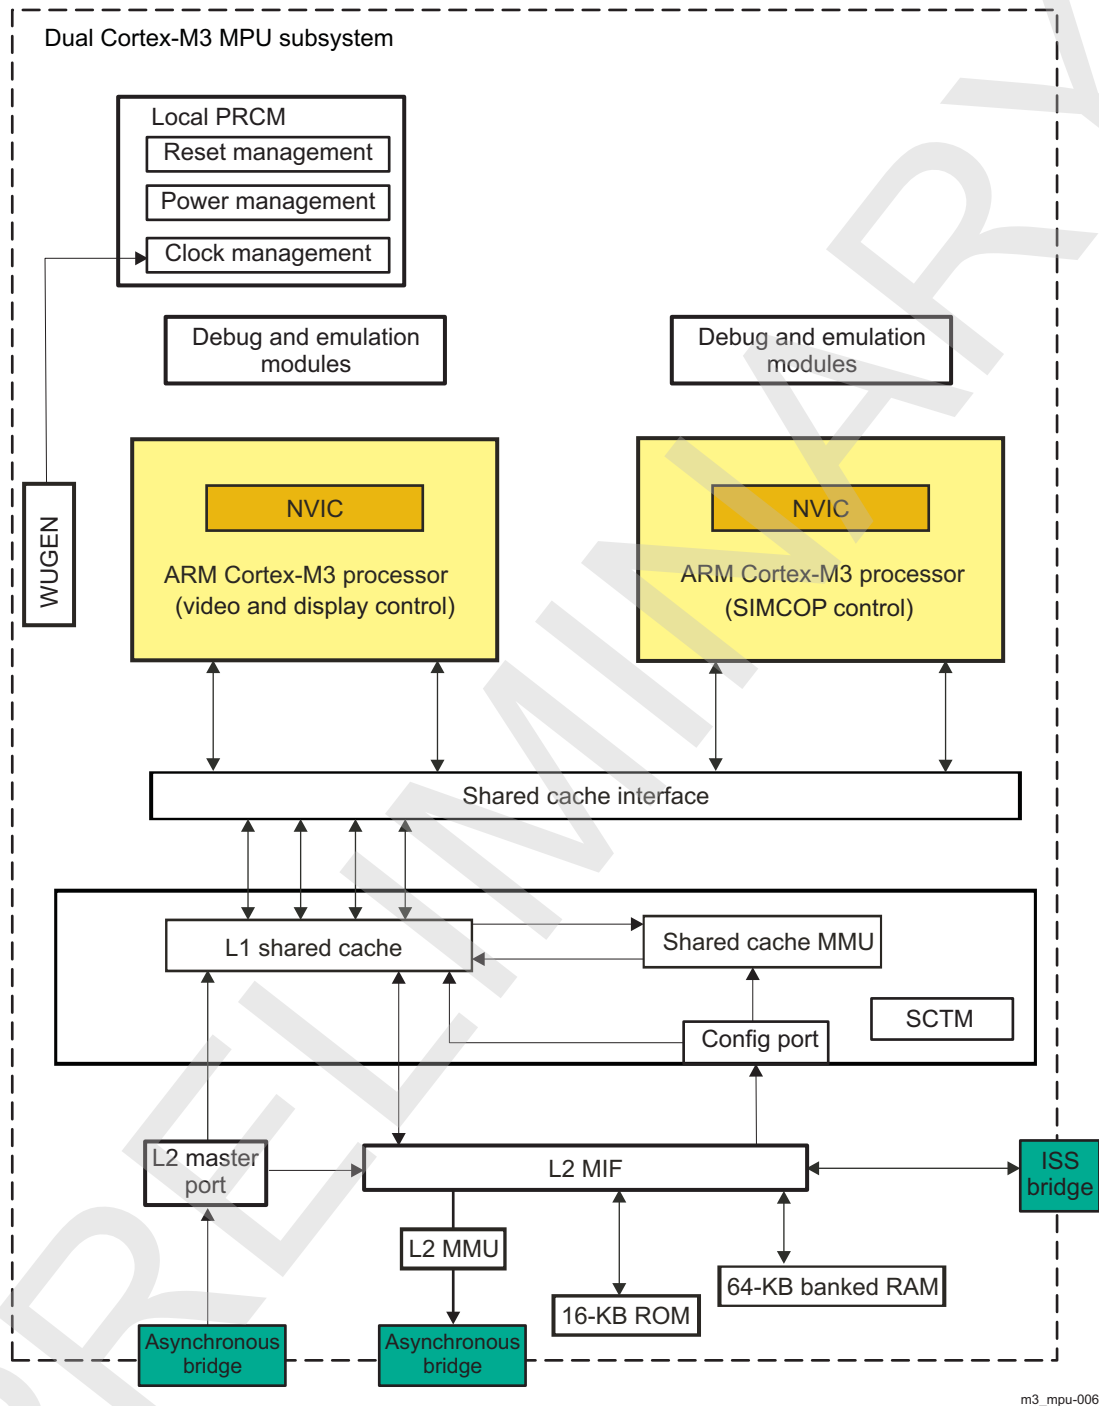 Dual Cortex-M3 MPU subsystem
Local PRCM
Reset management
Power management
Clock management
Debug and emulation
modules
Debug and emulation
modules
WUGEN
NVIC
ARM Cortex-M3 processor
(video and display control)
NVIC
ARM Cortex-M3 processor
(SIMCOP control)
Shared cache interface
L1 shared cache
Shared cache MMU
SCTM
Config port
L2 master
port
L2 MIF
ISS
bridge
L2 MMU
16-KB ROM
64-KB banked RAM
Asynchronous
bridge
Asynchronous
bridge
m3_mpu-006
PRELIMINARY